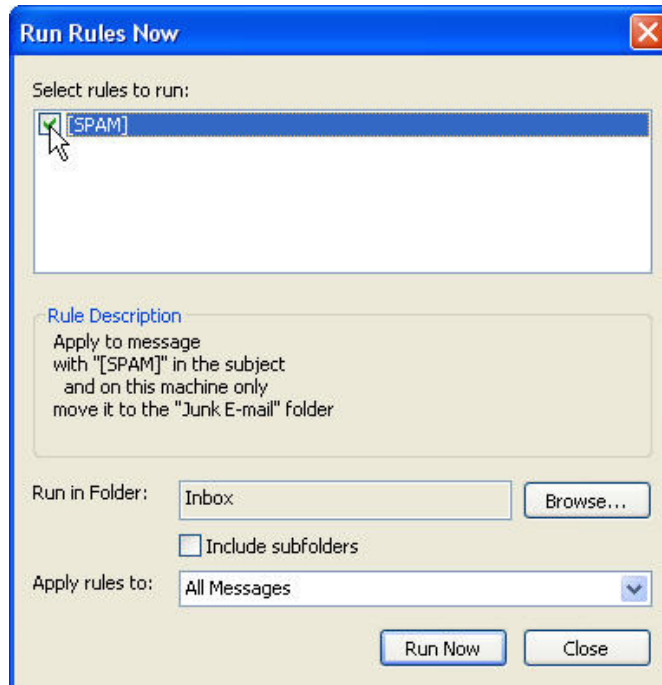 Run Rules Now
Select rules to run:
[SPAM]
Rule Description
Apply to message
with "[SPAM]" in the subject
and on this machine only
move it to the "Junk E-mail" folder
Run in Folder:
Inbox
Browse...
Include subfolders
Apply rules to:
All Messages
Run Now
Close